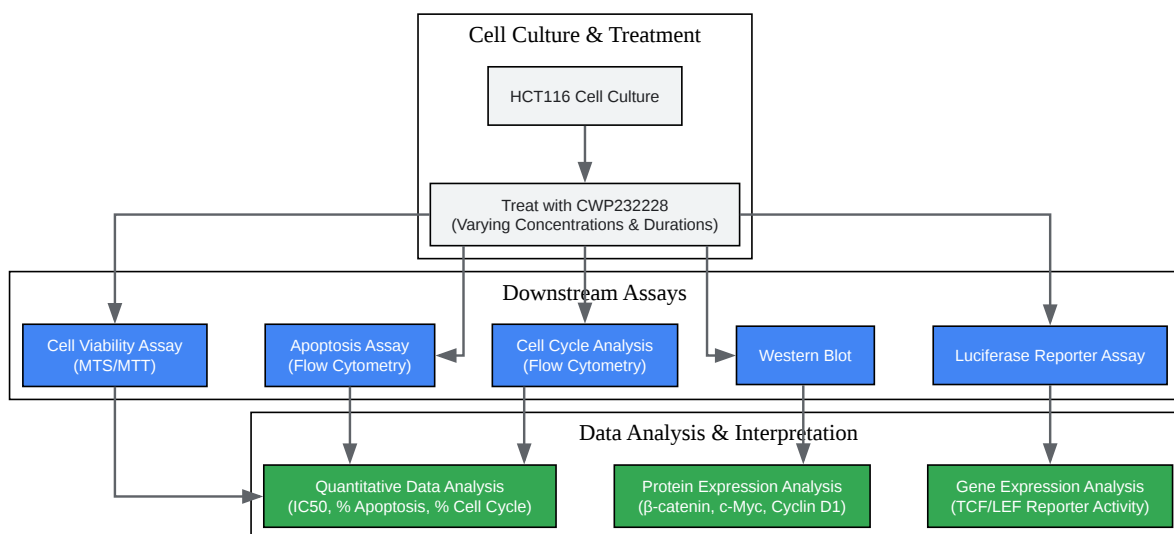 Cell Culture & Treatment
HCT116 Cell Culture
Treat with CWP232228
(Varying Concentrations & Durations)
Downstream Assays
Cell Viability Assay
(MTS/MTT)
Apoptosis Assay
(Flow Cytometry)
Cell Cycle Analysis
(Flow Cytometry)
Western Blot
Luciferase Reporter Assay
Data Analysis & Interpretation
Quantitative Data Analysis
(IC50, % Apoptosis, % Cell Cycle)
Protein Expression Analysis
(β-catenin, c-Myc, Cyclin D1)
Gene Expression Analysis
(TCF/LEF Reporter Activity)